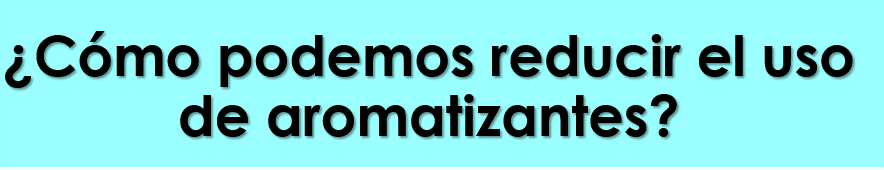 ¿Cómo podemos reducir el uso
de aromatizantes?